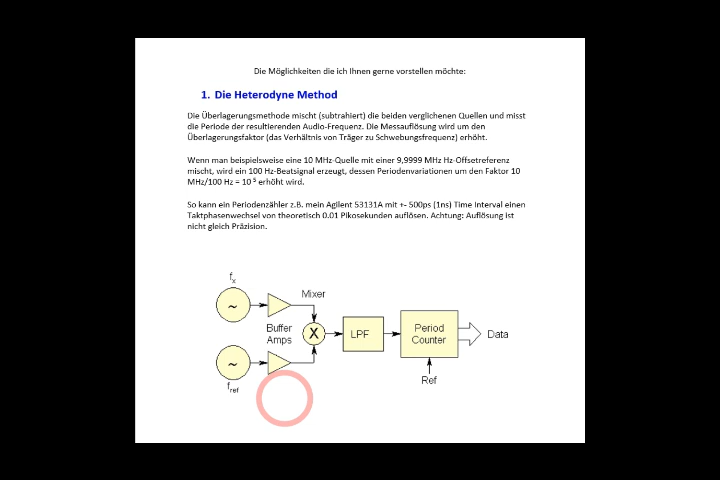 Die Möglichkeiten die ich Ihnen gerne vorstellen möchte:
1. Die Heterodyne Method
Die Überlagerungsmethode mischt (subtrahiert) die beiden verglichenen Quellen und misst
die Periode der resultierenden Audio-Frequenz. Die Messauflösung wird um den
Überlagerungsfaktor (das Verhältnis von Träger zu Schwebungsfrequenz) erhöht.
Wenn man beispielsweise eine 10 MHz-Quelle mit einer 9,9999 MHz Hz-Offsetreferenz
mischt, wird ein 100 Hz-Beatsignal erzeugt, dessen Periodenvariationen um den Faktor 10
MHz/100 Hz = 10⁵ erhöht wird.
So kann ein Periodenzähler z.B. mein Agilent 53131A mit +- 500ps (1ns) Time Interval einen
Taktphasenwechsel von theoretisch 0.01 Pikosekunden auflösen. Achtung: Auflösung ist
nicht gleich Präzision.
fx
~
Mixer
Buffer
Amps
X
LPF
Period
Counter
Data
~
fref
Ref